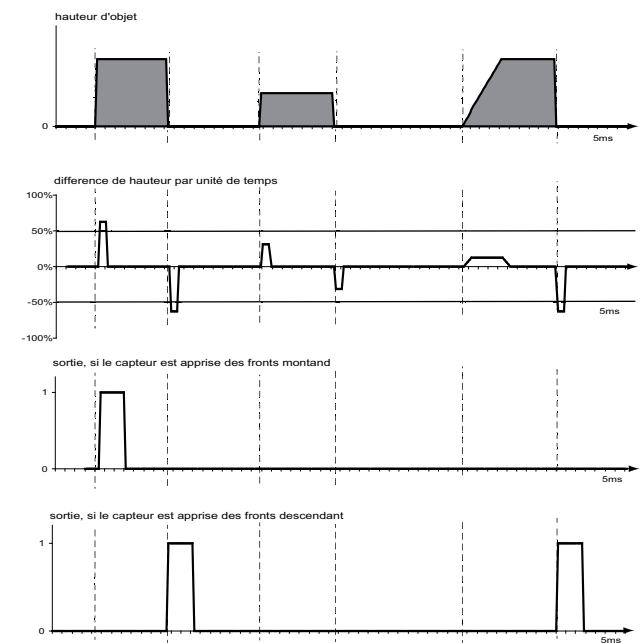 hauteur d'objet
0
5ms
difference de hauteur par unité de temps
100%
50%
0%
-50%
5ms
-100%
sortie, si le capteur est apprise des fronts montand
1
0
5ms
sortie, si le capteur est apprise des fronts descendant
1
0
5ms